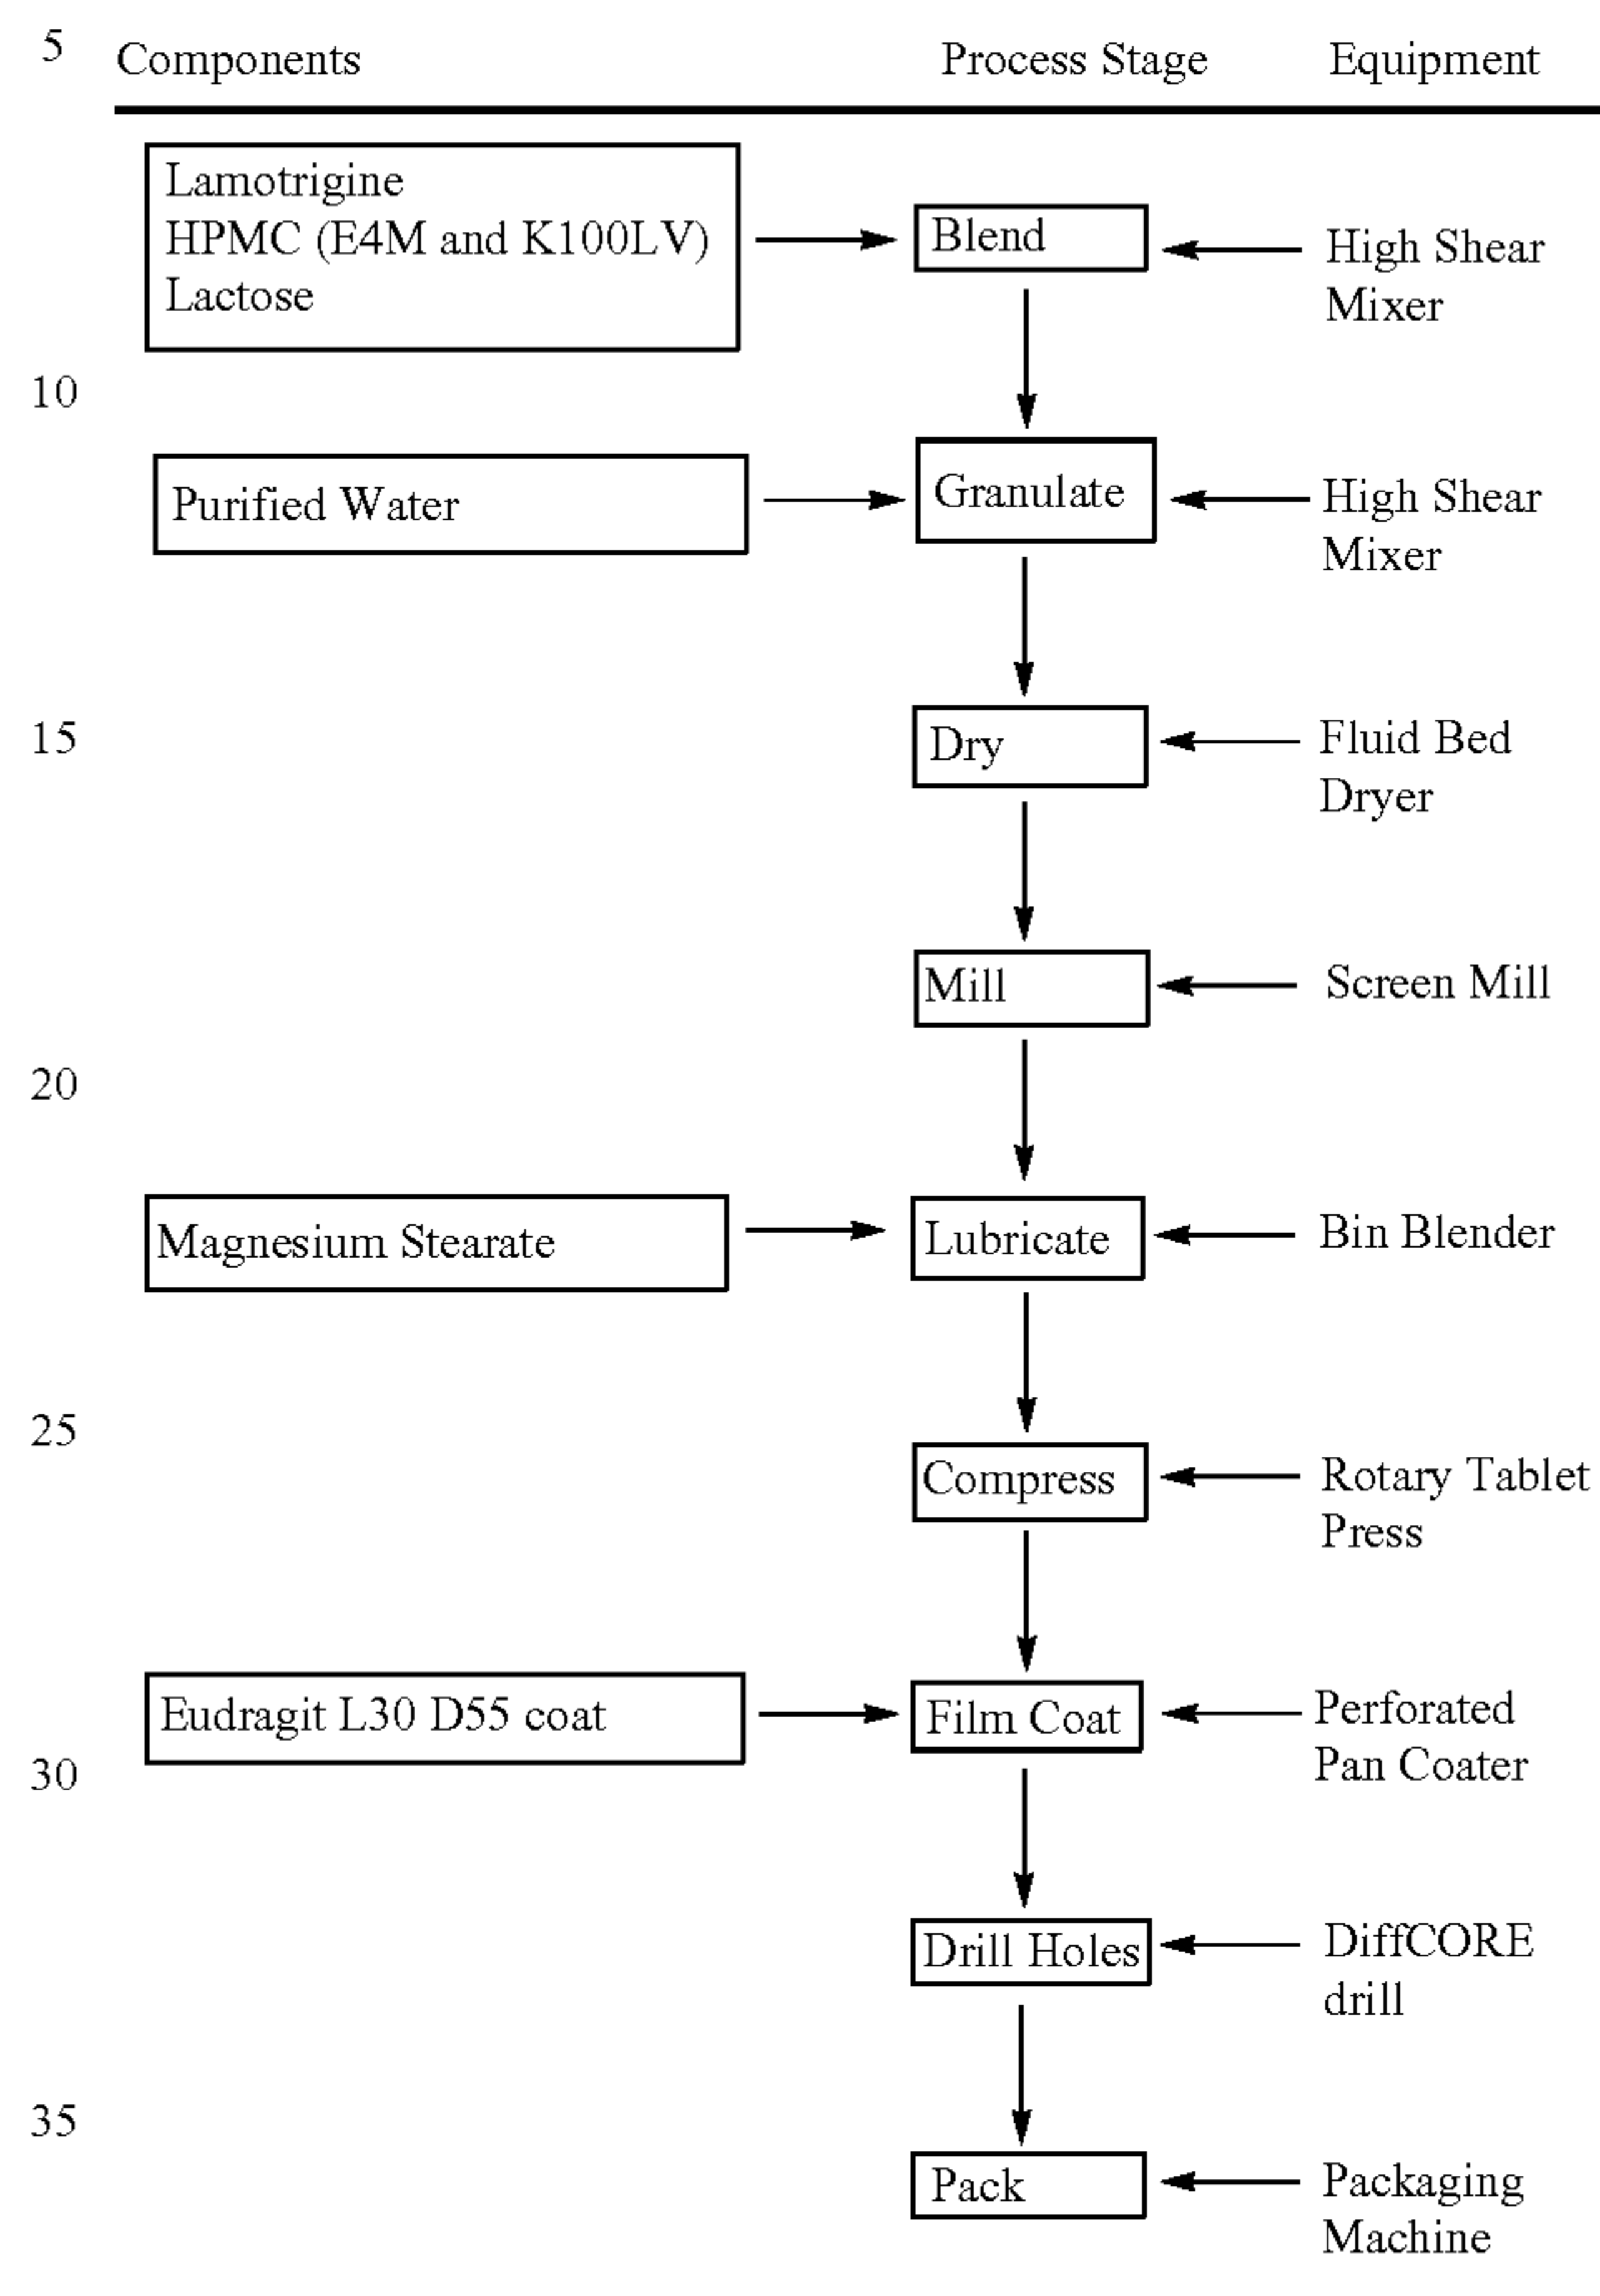 5
Components Process Stage Equipment
Lamotrigine
HPMC (E4M and K100LV)
Lactose
Blend
High Shear
Mixer
10
Purified Water
Granulate
High Shear
Mixer
15
Dry
Fluid Bed
Dryer
Mill
Screen Mill
20
Magnesium Stearate
Lubricate
Bin Blender
25
Compress
Rotary Tablet
Press
Eudragit L30 D55 coat
Film Coat
Perforated
Pan Coater
30
Drill Holes
DiffCORE
drill
35
Pack
Packaging
Machine